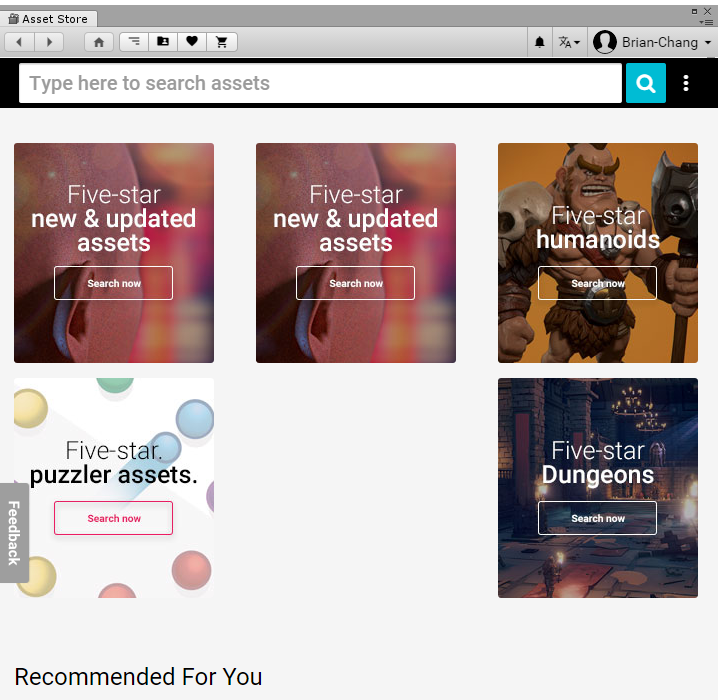 Asset Store
Brian-Chang
Type here to search assets
Five-star
new & updated
assets
Search now
Five-star
new & updated
assets
Search now
Five-star
humanoids
Search now
Five-star.
puzzler assets.
Search now
Five-star
Dungeons
Search now
Feedback
Recommended For You